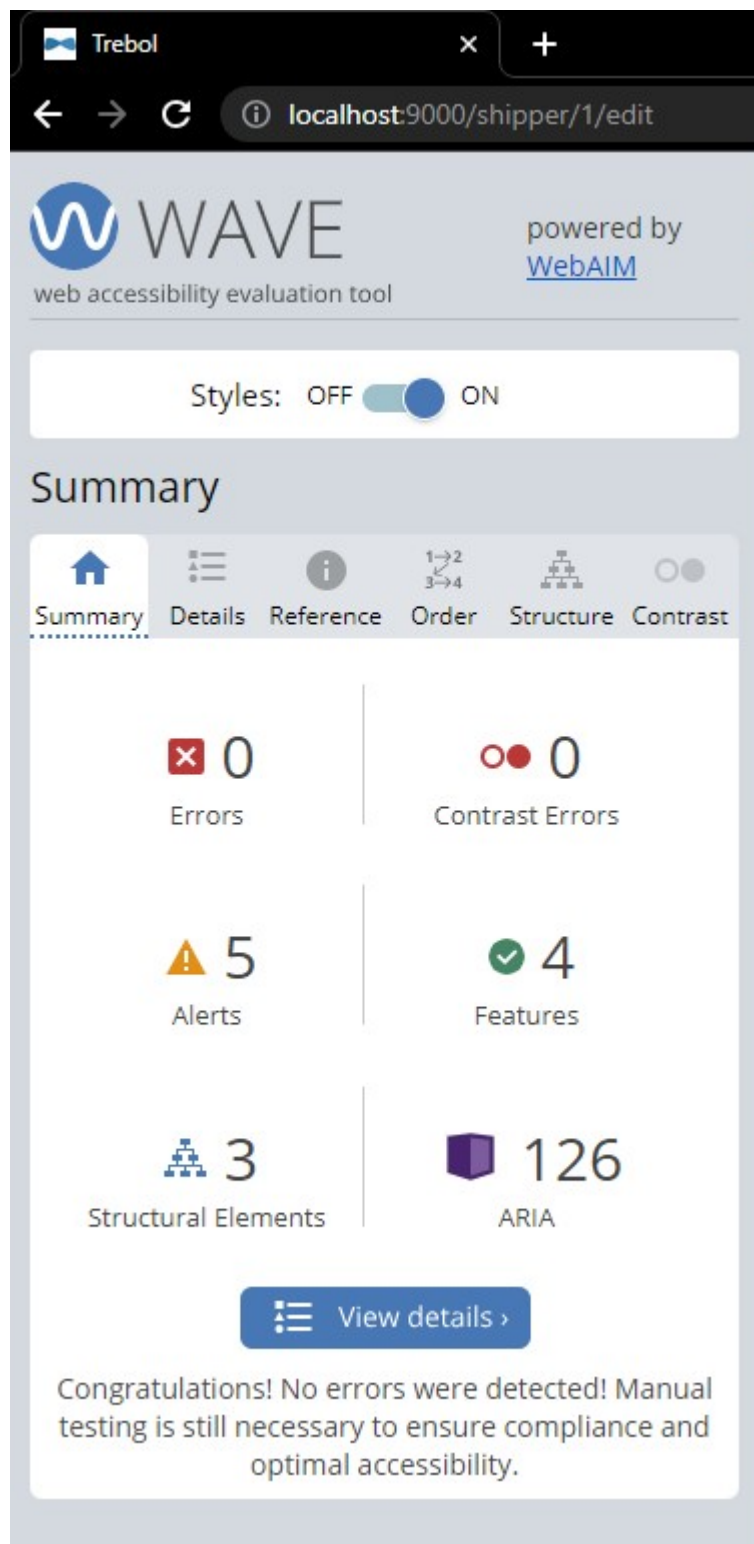 Trebol
localhost:9000/shipper/1/edit
WAVE
web accessibility evaluation tool
powered by
WebAIM
Styles: OFF ON
Summary
1→2
3→4
Summary Details Reference Order Structure Contrast
0 0
Errors Contrast Errors
5 4
Alerts Features
3 126
Structural Elements ARIA
View details ›
Congratulations! No errors were detected! Manual
testing is still necessary to ensure compliance and
optimal accessibility.